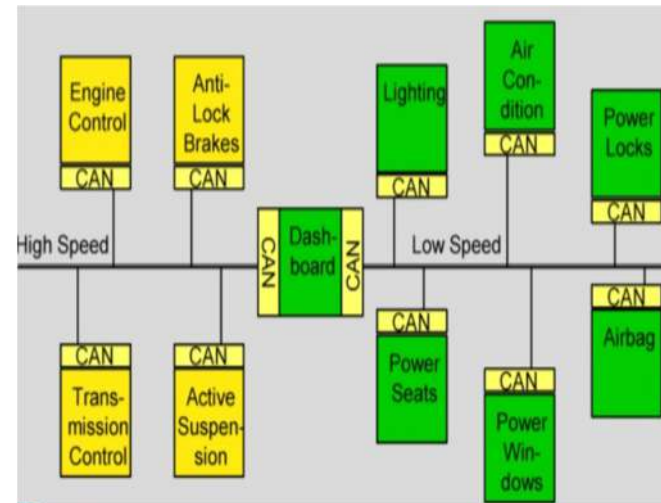 Engine
Control
CAN
Anti-
Lock
Brakes
CAN
Lighting
CAN
Air
Con-
dition
CAN
Power
Locks
CAN
High Speed
CAN
Dash-
board
CAN
Low Speed
CAN
Trans-
mission
Control
CAN
Active
Suspen-
sion
CAN
Power
Seats
CAN
Power
Win-
dows
CAN
Airbag